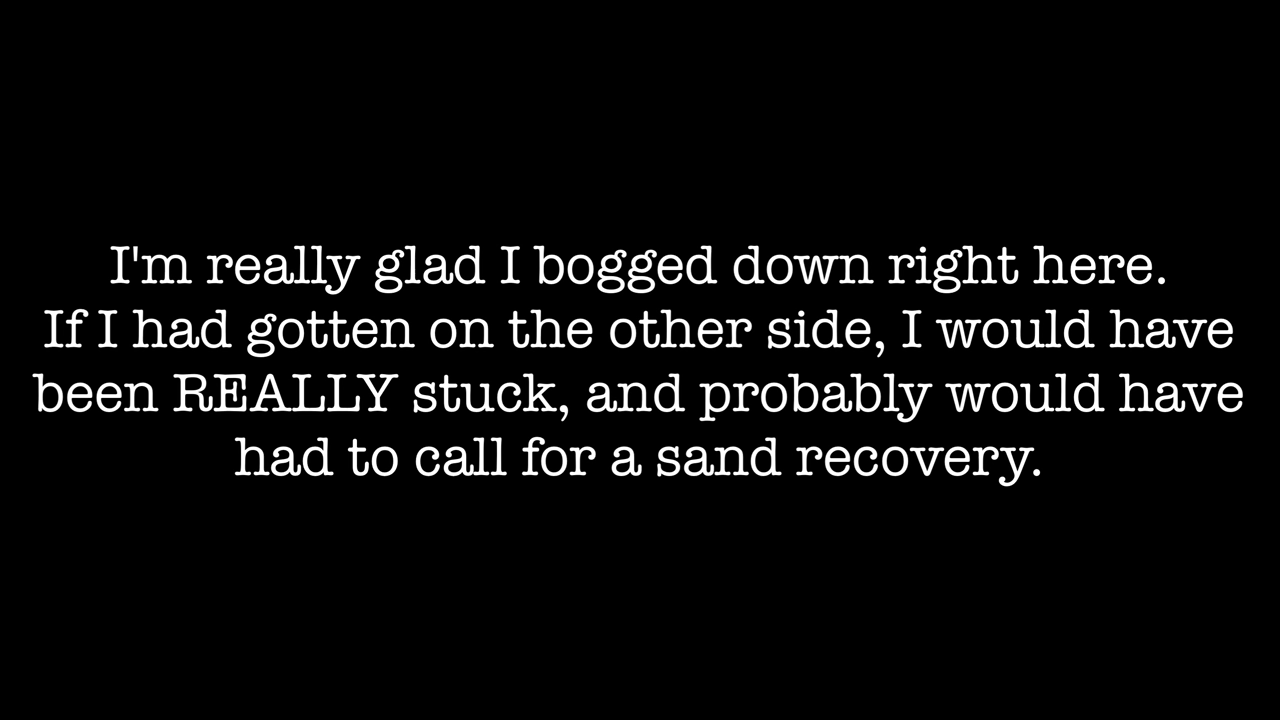 I'm really glad I bogged down right here.
If I had gotten on the other side, I would have
been REALLY stuck, and probably would have
had to call for a sand recovery.